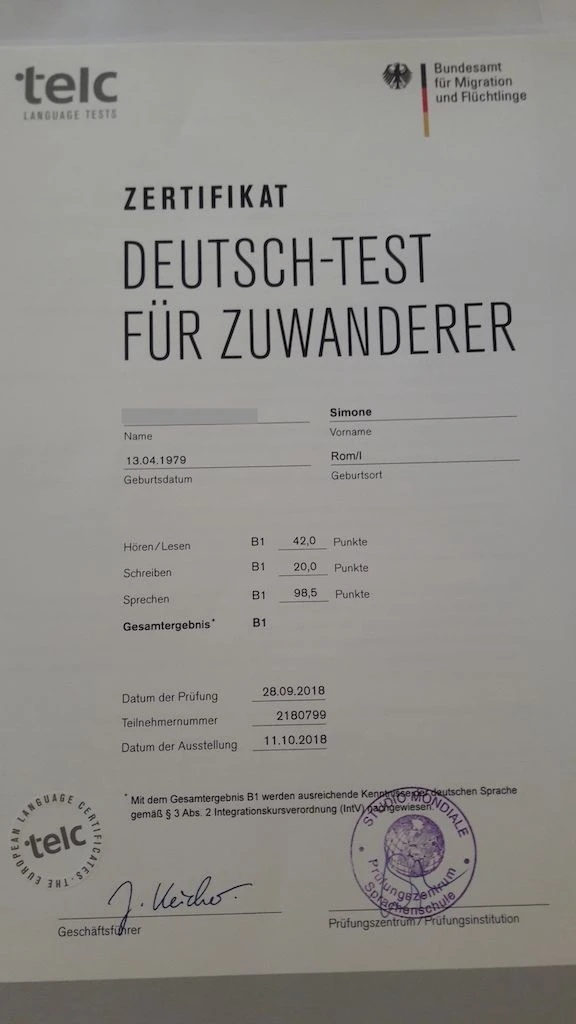 telc
LANGUAGE TESTS
Bundesamt
für Migration
und Flüchtlinge
ZERTIFIKAT
DEUTSCH-TEST
FÜR ZUWANDERER
Simone
Name
Vorname
13.04.1979
Rom/I
Geburtsdatum
Geburtsort
Hören/Lesen B1 42,0 Punkte
Schreiben B1 20,0 Punkte
Sprechen B1 98,5 Punkte
Gesamtergebnis* B1
Datum der Prüfung 28.09.2018
Teilnehmernummer 2180799
Datum der Ausstellung 11.10.2018
* Mit dem Gesamtergebnis B1 werden ausreichende Kenntnisse der deutschen Sprache
gemäß § 3 Abs. 2 Integrationskursverordnung (IntV) nachgewiesen.
telc
THE EUROPEAN LANGUAGE CERTIFICATES
STUDIO MONDIALE
Prüfungszentrum
Sprachenschule
Geschäftsführer
Prüfungszentrum/Prüfungsinstitution